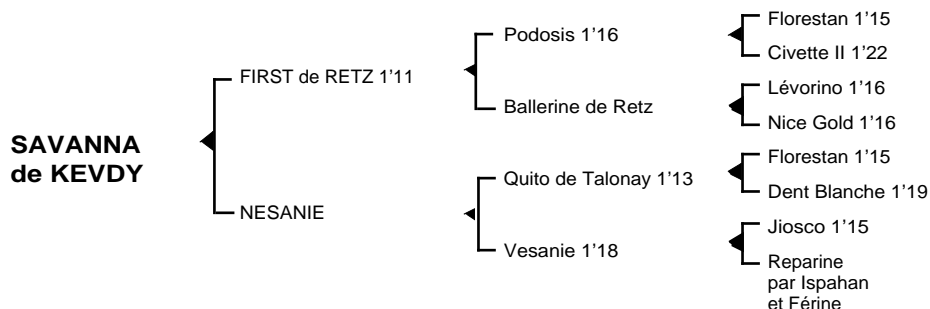 SAVANNA
de KEVDY
FIRST de RETZ 1’11
NESANIE
Podosis 1’16
Ballerine de Retz
Quito de Talonay 1’13
Vesanie 1’18
Florestan 1’15
Civette II 1’22
Lévorino 1’16
Nice Gold 1’16
Florestan 1’15
Dent Blanche 1’19
Jiosco 1’15
Reparine
par Ispahan
et Férine